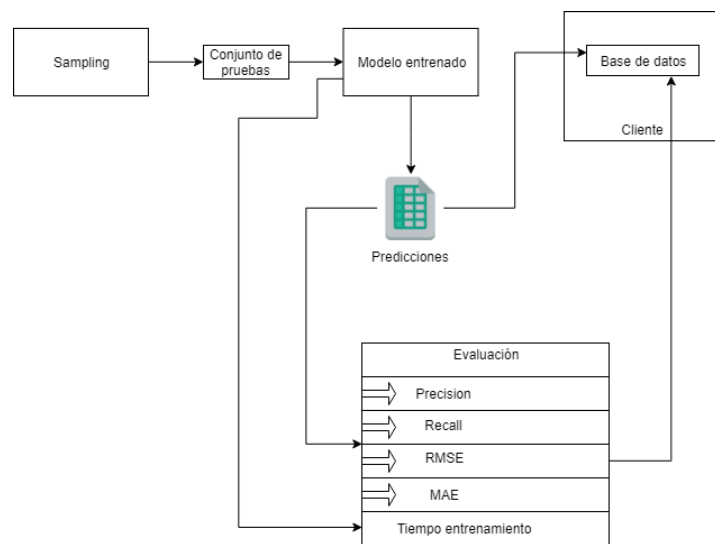 Sampling
Conjunto de
pruebas
Modelo entrenado
Base de datos
Cliente
Predicciones
Evaluación
Precision
Recall
RMSE
MAE
Tiempo entrenamiento